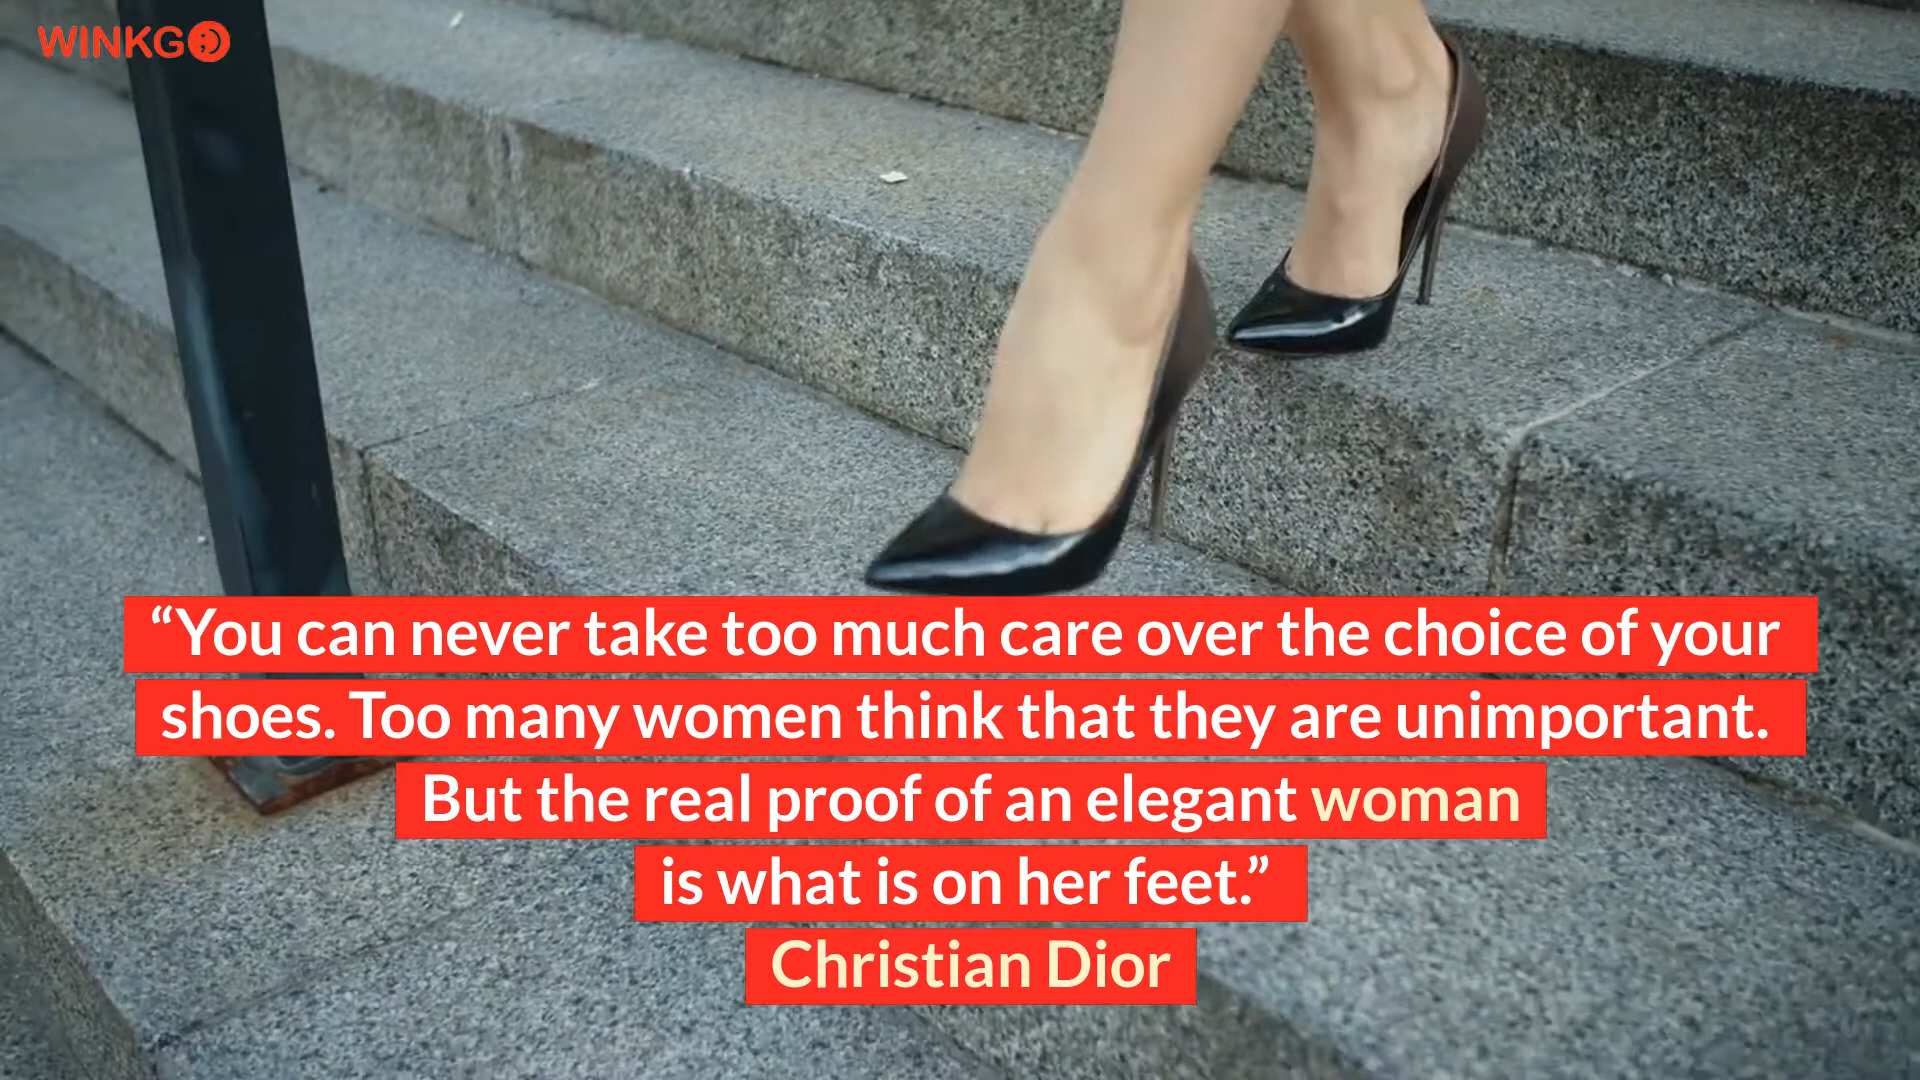 WINKGO
“You can never take too much care over the choice of your
shoes. Too many women think that they are unimportant.
But the real proof of an elegant woman
is what is on her feet.”
Christian Dior